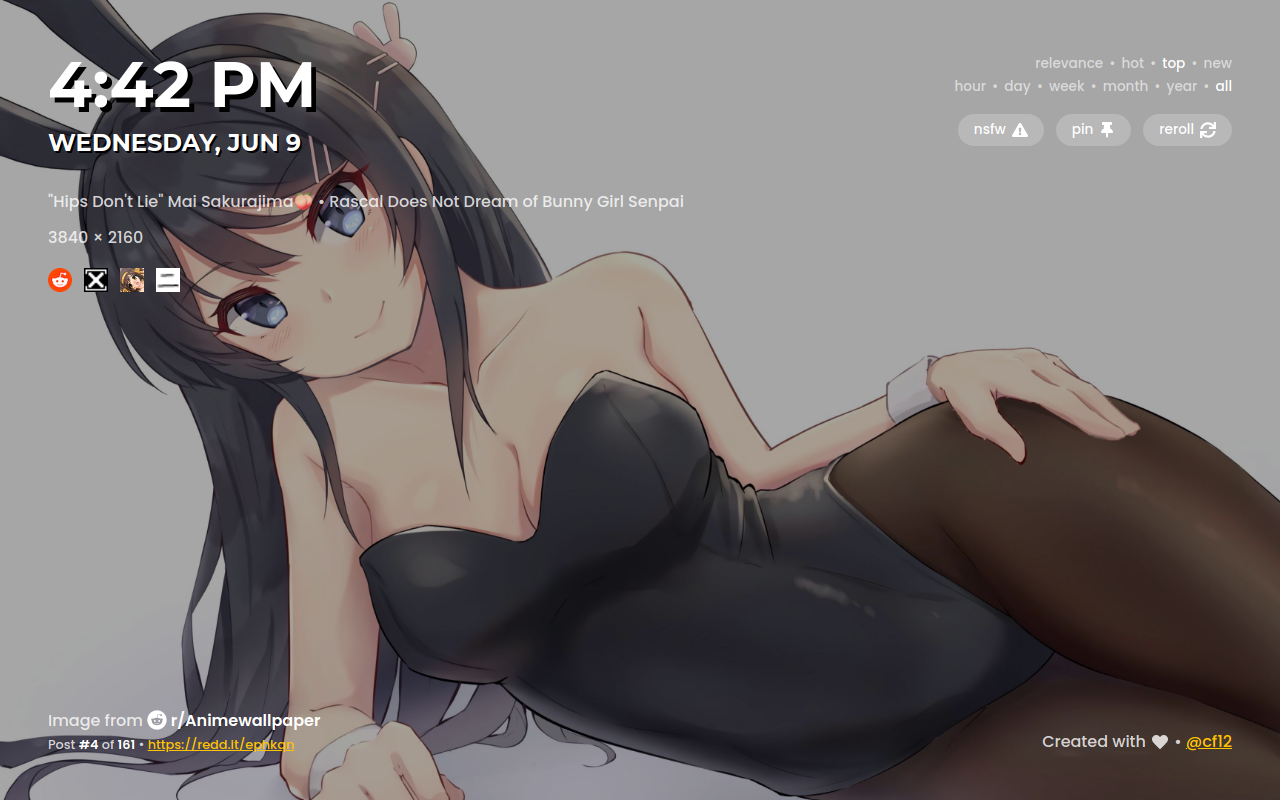 4:42 PM
WEDNESDAY, JUN 9
relevance • hot • top • new
hour • day • week • month • year • all
nsfw
pin
reroll
"Hips Don't Lie" Mai Sakurajima🍑 • Rascal Does Not Dream of Bunny Girl Senpai
3840 × 2160
Image from r/Animewallpaper
Post #4 of 161 • https://redd.it/ephkan
Created with • @cf12